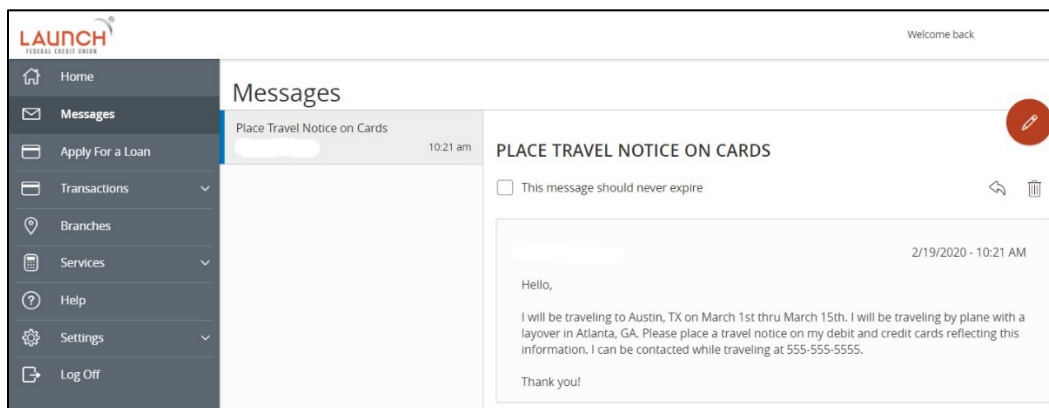 LAUNCH
FEDERAL CREDIT UNION
Welcome back
Home
Messages
Apply For a Loan
Transactions
Branches
Services
Help
Settings
Log Off
Messages
Place Travel Notice on Cards
10:21 am
PLACE TRAVEL NOTICE ON CARDS
This message should never expire
2/19/2020 - 10:21 AM
Hello,
I will be traveling to Austin, TX on March 1st thru March 15th. I will be traveling by plane with a
layover in Atlanta, GA. Please place a travel notice on my debit and credit cards reflecting this
information. I can be contacted while traveling at 555-555-5555.
Thank you!